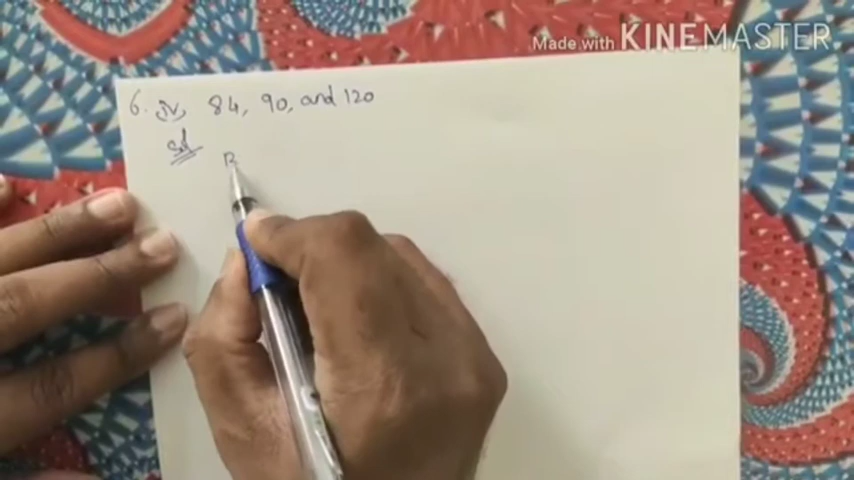 Made with KINEMASTER
6. iv, 84, 90, and 120
Sol